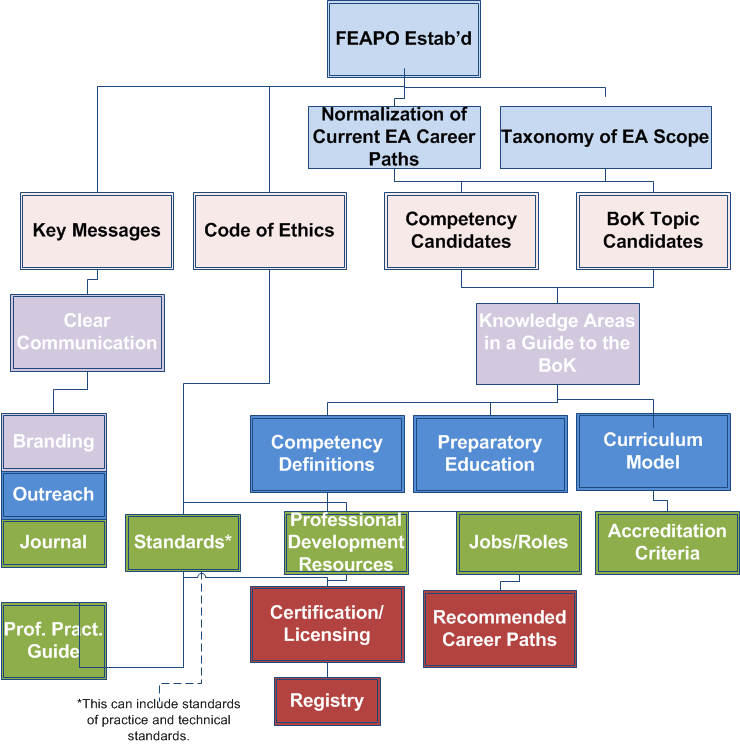 FEAPO Estab’d
Normalization of
Current EA Career
Paths
Taxonomy of EA Scope
Key Messages
Code of Ethics
Competency
Candidates
BoK Topic
Candidates
Clear
Communication
Knowledge Areas
in a Guide to the
BoK
Branding
Outreach
Journal
Competency
Definitions
Preparatory
Education
Curriculum
Model
Standards*
Professional
Development
Resources
Jobs/Roles
Accreditation
Criteria
Prof. Pract.
Guide
Certification/
Licensing
Recommended
Career Paths
Registry
*This can include standards
of practice and technical
standards.